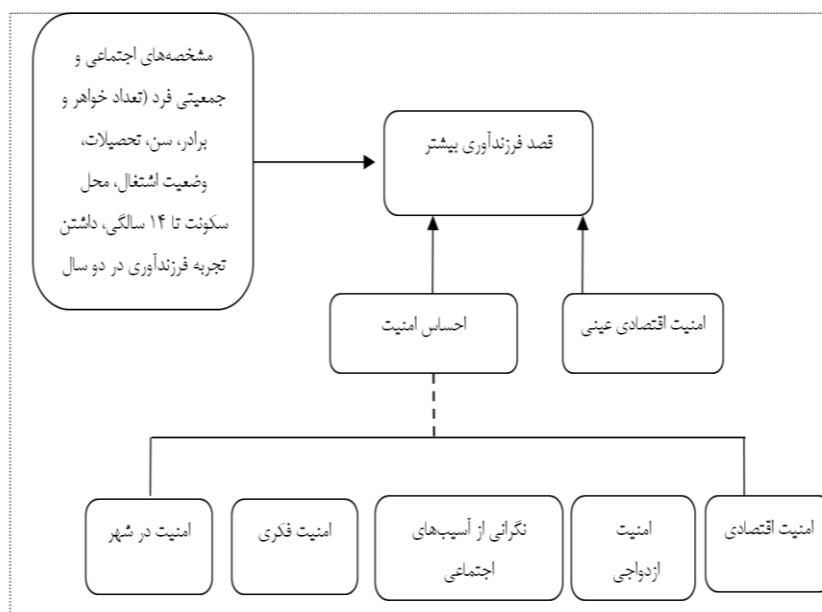 مشخصه‌های اجتماعی و
جمعیتی فرد (تعداد خواهر و
برادر، سن، تحصیلات،
وضعیت اشتغال، محل
سکونت تا ۱۴ سالگی، داشتن
تجربه فرزندآوری در دو سال
قصد فرزندآوری بیشتر
امنیت اقتصادی عینی
احساس امنیت
امنیت اقتصادی
امنیت
ازدواجی
نگرانی از آسیب‌های
اجتماعی
امنیت فکری
امنیت در شهر